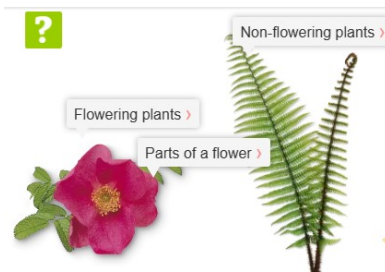 ?
Non-flowering plants ›
Flowering plants ›
Parts of a flower ›